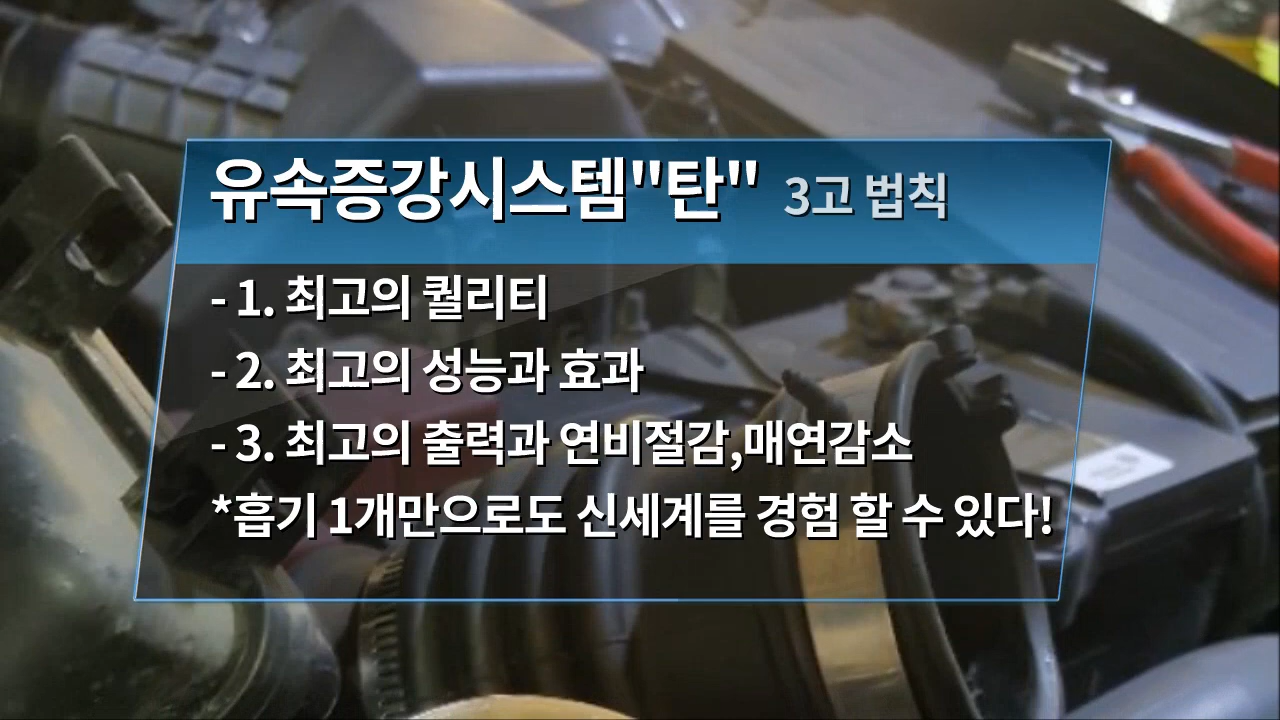 유속증강시스템"탄" 3고 법칙
- 1. 최고의 퀄리티
- 2. 최고의 성능과 효과
- 3. 최고의 출력과 연비절감,매연감소
*흡기 1개만으로도 신세계를 경험 할 수 있다!